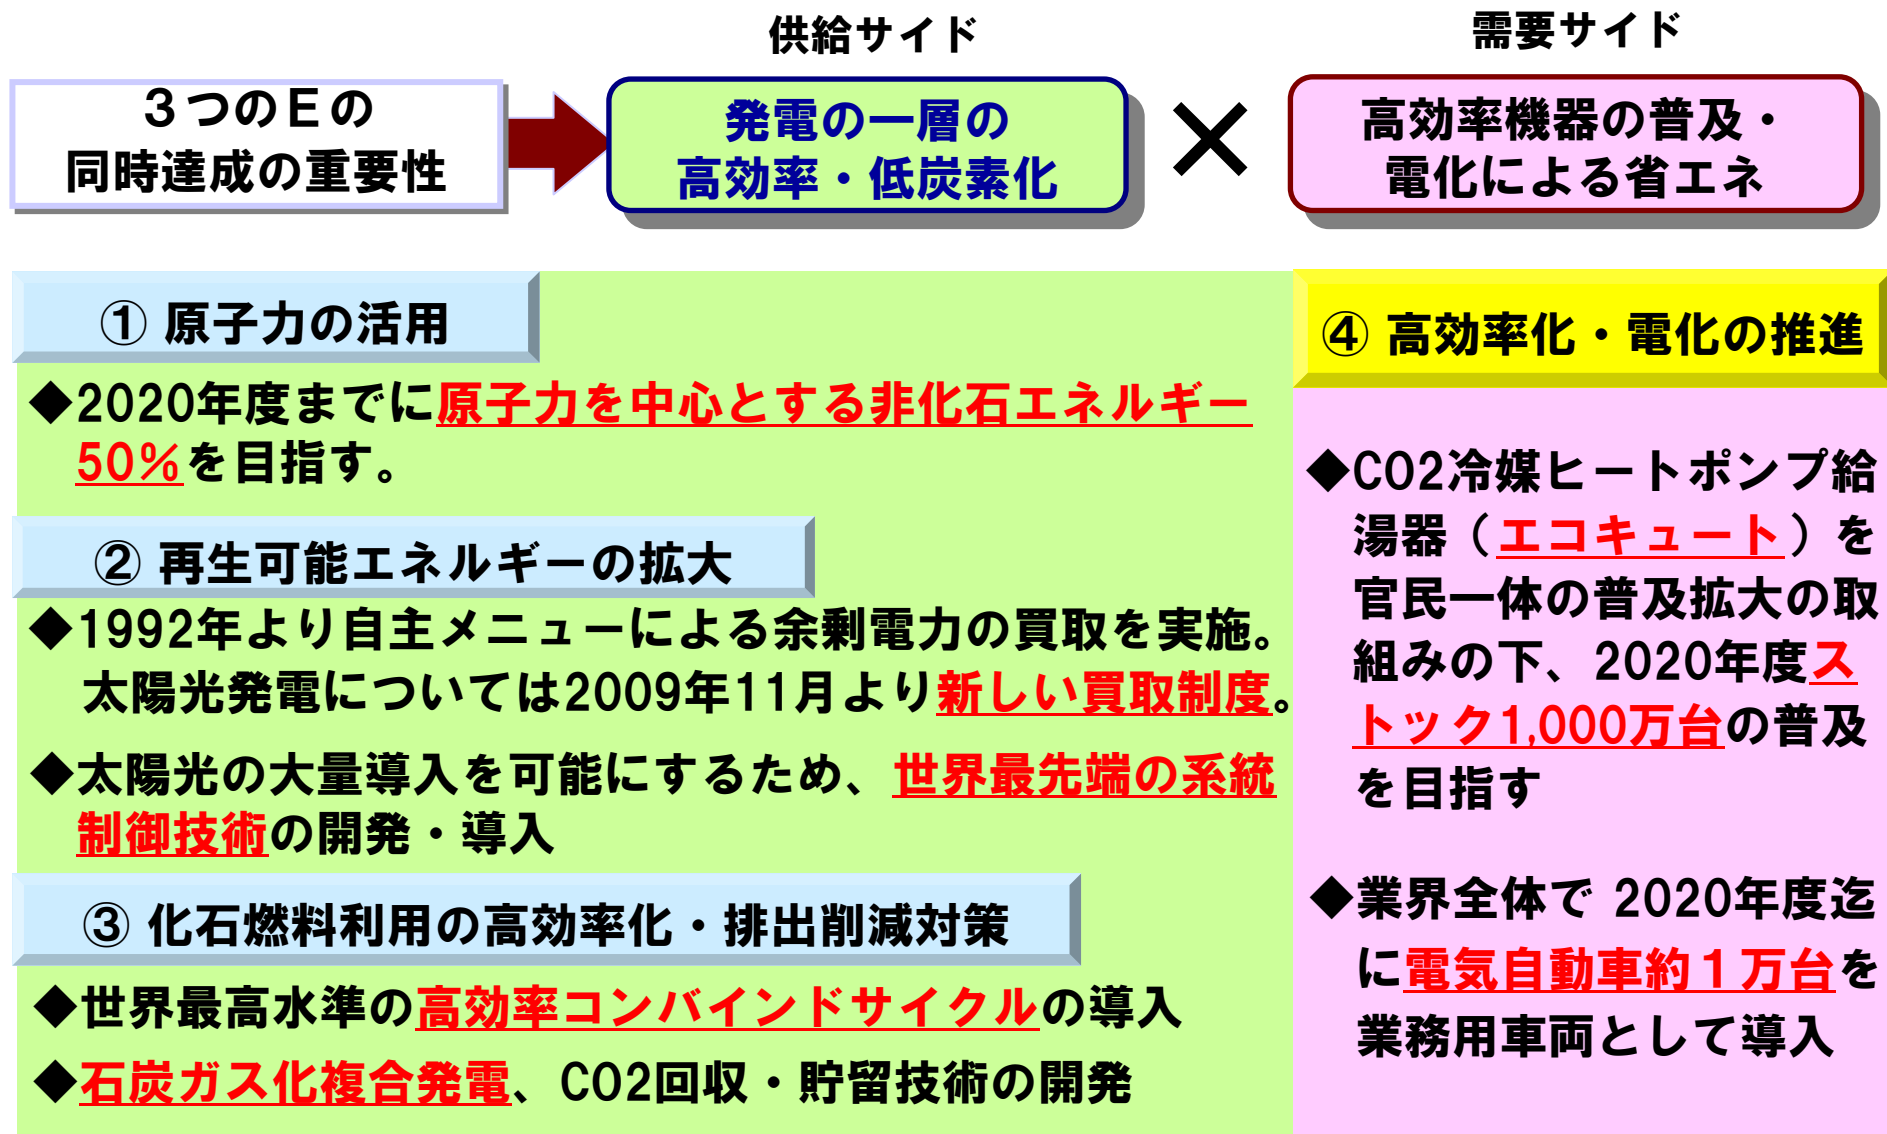 供給サイド
需要サイド
３つのＥの
同時達成の重要性
発電の一層の
高効率・低炭素化
×
高効率機器の普及・
電化による省エネ
① 原子力の活用
◆2020年度までに原子力を中心とする非化石エネルギー
50％を目指す。
② 再生可能エネルギーの拡大
◆1992年より自主メニューによる余剰電力の買取を実施。
太陽光発電については2009年11月より新しい買取制度。
◆太陽光の大量導入を可能にするため、世界最先端の系統
制御技術の開発・導入
③ 化石燃料利用の高効率化・排出削減対策
◆世界最高水準の高効率コンバインドサイクルの導入
◆石炭ガス化複合発電、CO2回収・貯留技術の開発
④ 高効率化・電化の推進
◆CO2冷媒ヒートポンプ給
湯器（エコキュート）を
官民一体の普及拡大の取
組みの下、2020年度ス
トック1,000万台の普及
を目指す
◆業界全体で 2020年度迄
に電気自動車約１万台を
業務用車両として導入